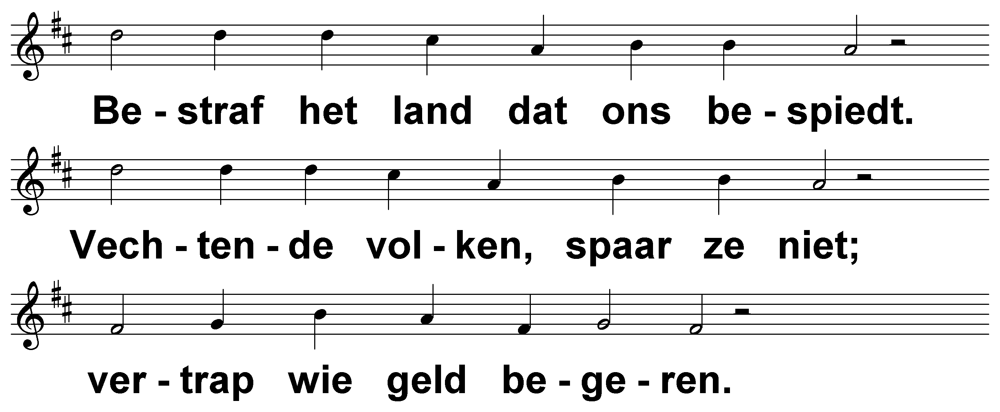 Be - straf het land dat ons be - spiedt.
Vech - ten - de vol - ken, spaar ze niet;
ver - trap wie geld be - ge - ren.